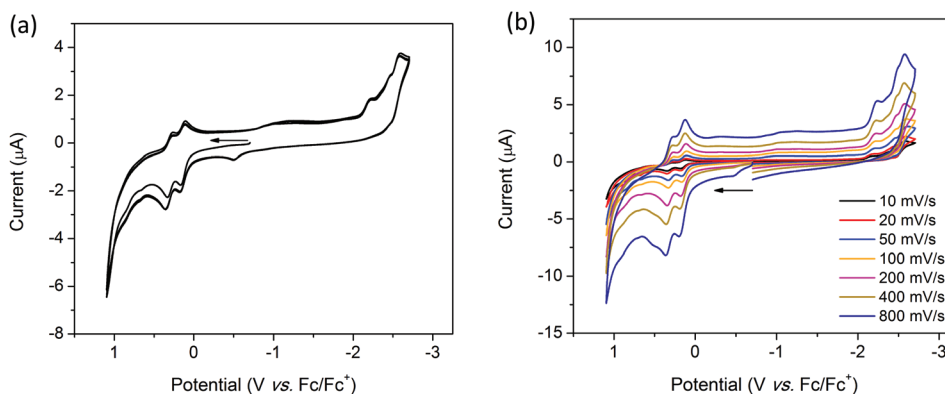 (a)
4
2
0
-2
-4
-6
-8
Current (µA)
1
0
-1
-2
-3
Potential (V vs. Fc/Fc⁺)
(b)
10
5
0
-5
-10
-15
Current (µA)
10 mV/s
20 mV/s
50 mV/s
100 mV/s
200 mV/s
400 mV/s
800 mV/s
1
0
-1
-2
-3
Potential (V vs. Fc/Fc⁺)